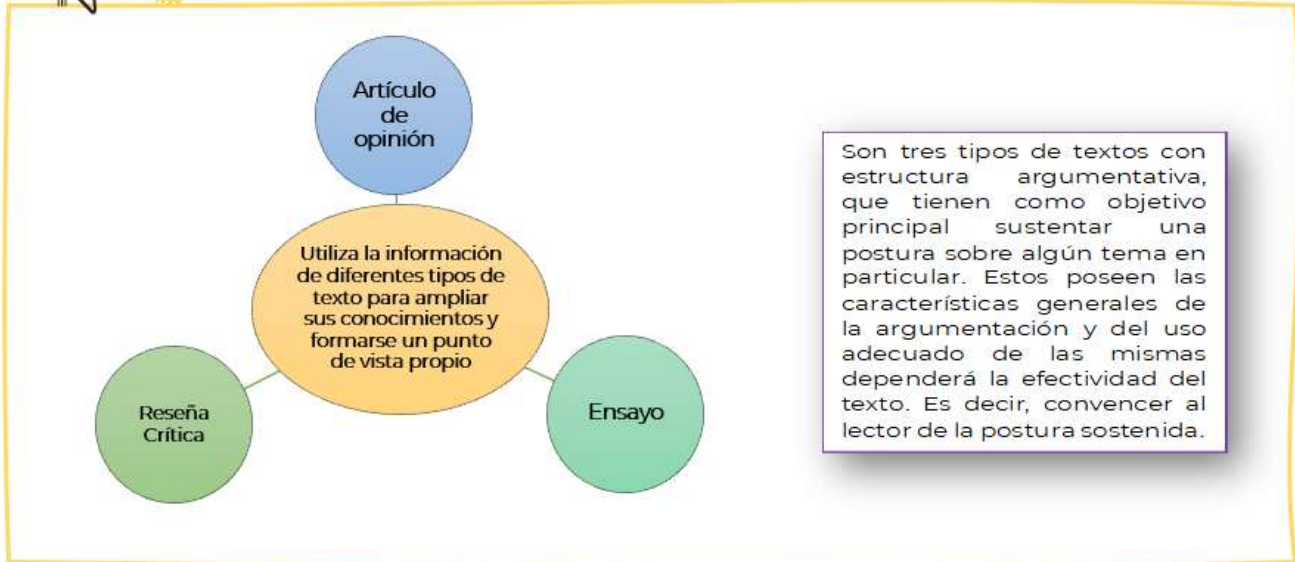 Artículo
de
opinión
Utiliza la información
de diferentes tipos de
texto para ampliar
sus conocimientos y
formarse un punto
de vista propio
Reseña
Crítica
Ensayo
Son tres tipos de textos con
estructura argumentativa,
que tienen como objetivo
principal sustentar una
postura sobre algún tema en
particular. Estos poseen las
características generales de
la argumentación y del uso
adecuado de las mismas
dependerá la efectividad del
texto. Es decir, convencer al
lector de la postura sostenida.